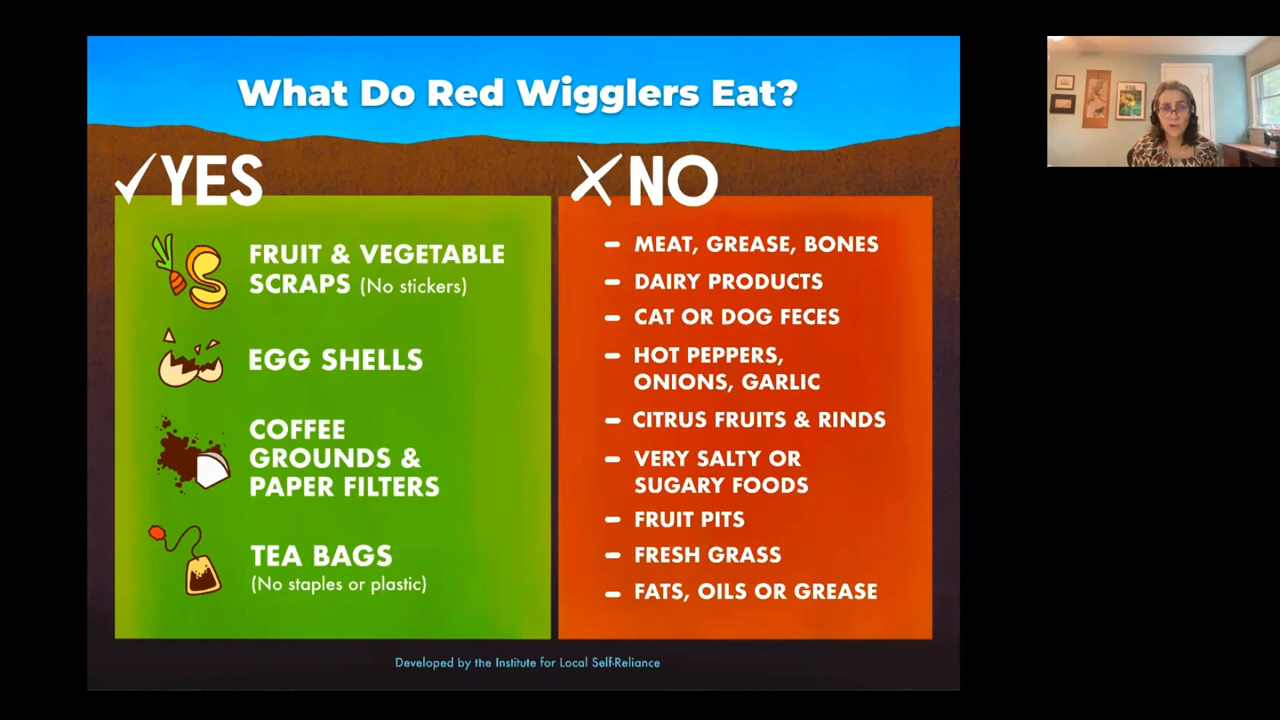 What Do Red Wigglers Eat?
YES
FRUIT & VEGETABLE
SCRAPS (No stickers)
EGG SHELLS
COFFEE
GROUNDS &
PAPER FILTERS
TEA BAGS
(No staples or plastic)
NO
– MEAT, GREASE, BONES
– DAIRY PRODUCTS
– CAT OR DOG FECES
– HOT PEPPERS,
ONIONS, GARLIC
– CITRUS FRUITS & RINDS
– VERY SALTY OR
SUGARY FOODS
– FRUIT PITS
– FRESH GRASS
– FATS, OILS OR GREASE
Developed by the Institute for Local Self-Reliance